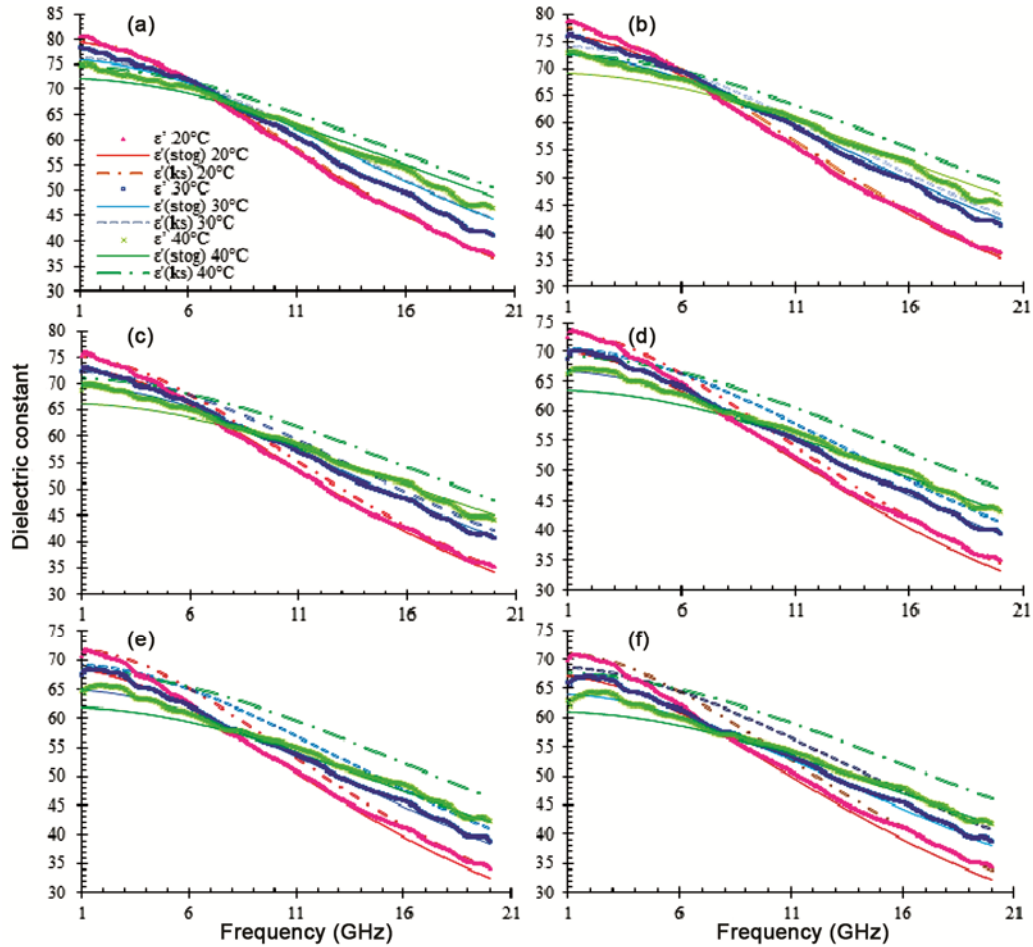 (a)
85
80
75
70
65
60
55
50
45
40
35
30
ε' 20°C
ε'(stog) 20°C
ε'(ks) 20°C
ε' 30°C
ε'(stog) 30°C
ε'(ks) 30°C
ε' 40°C
ε'(stog) 40°C
ε'(ks) 40°C
1 6 11 16 21
(b)
80
75
70
65
60
55
50
45
40
35
30
1 6 11 16 21
Dielectric constant
(c)
80
75
70
65
60
55
50
45
40
35
30
1 6 11 16 21
(d)
75
70
65
60
55
50
45
40
35
30
1 6 11 16 21
(e)
75
70
65
60
55
50
45
40
35
30
1 6 11 16 21
Frequency (GHz)
(f)
75
70
65
60
55
50
45
40
35
30
1 6 11 16 21
Frequency (GHz)